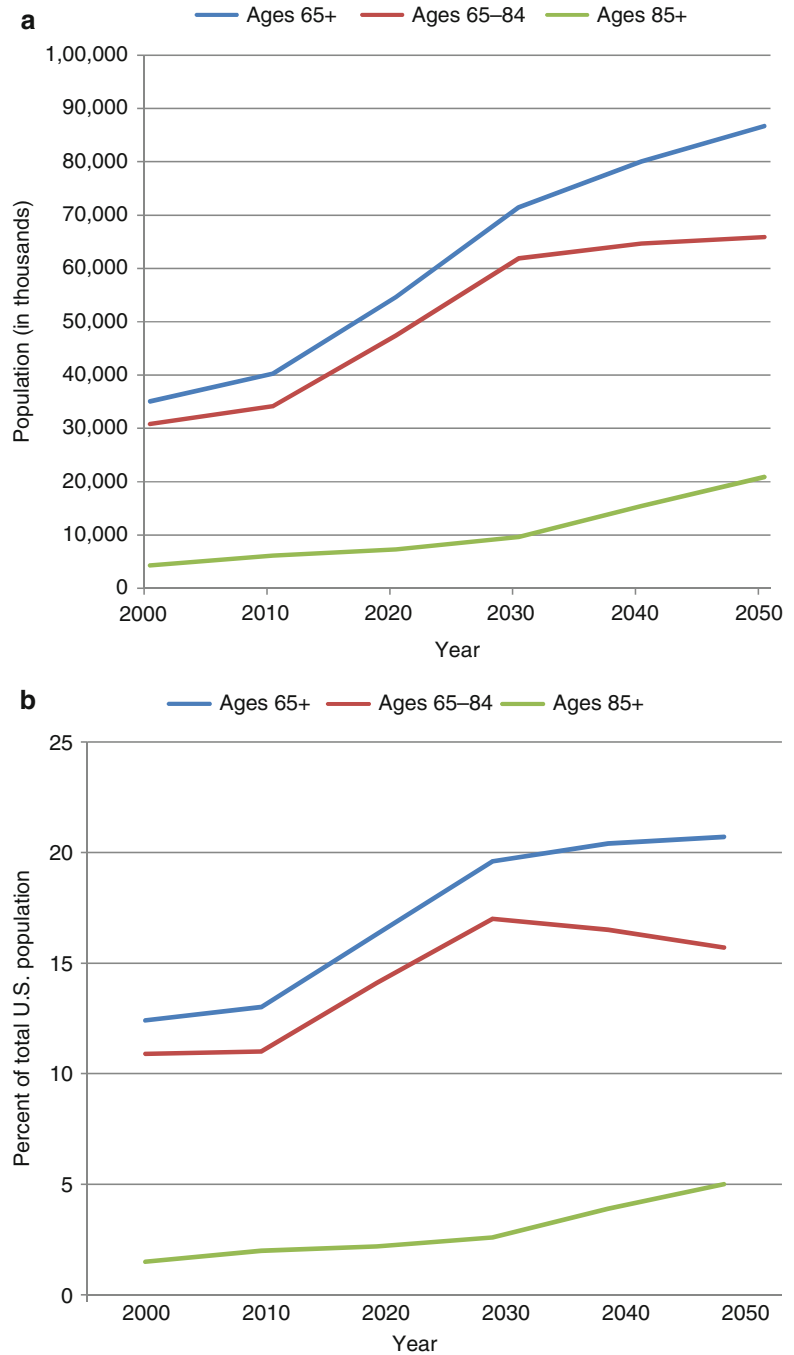 a
Ages 65+ Ages 65–84 Ages 85+
1,00,000
90,000
80,000
70,000
60,000
50,000
40,000
30,000
20,000
10,000
0
Population (in thousands)
2000 2010 2020 2030 2040 2050
Year
b
Ages 65+ Ages 65–84 Ages 85+
25
20
15
10
5
0
Percent of total U.S. population
2000 2010 2020 2030 2040 2050
Year